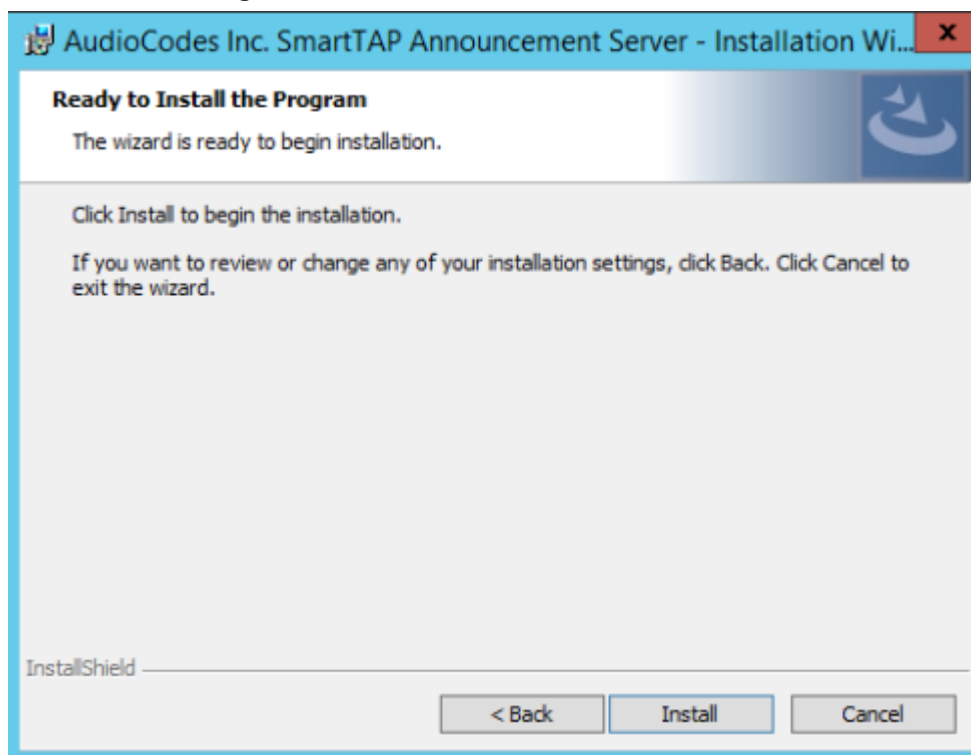 AudioCodes Inc. SmartTAP Announcement Server - Installation Wi...
Ready to Install the Program
The wizard is ready to begin installation.
Click Install to begin the installation.
If you want to review or change any of your installation settings, click Back. Click Cancel to
exit the wizard.
InstallShield
< Back
Install
Cancel